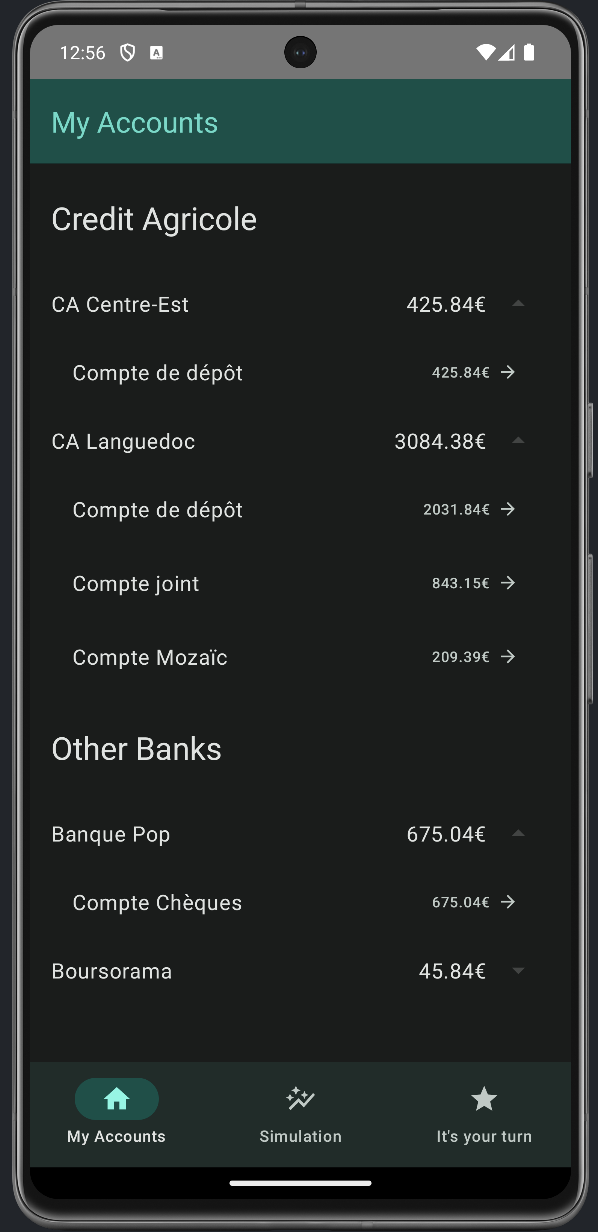 12:56 A
My Accounts
Credit Agricole
CA Centre-Est 425.84€
Compte de dépôt 425.84€
CA Languedoc 3084.38€
Compte de dépôt 2031.84€
Compte joint 843.15€
Compte Mozaïc 209.39€
Other Banks
Banque Pop 675.04€
Compte Chèques 675.04€
Boursorama 45.84€
My Accounts Simulation It's your turn